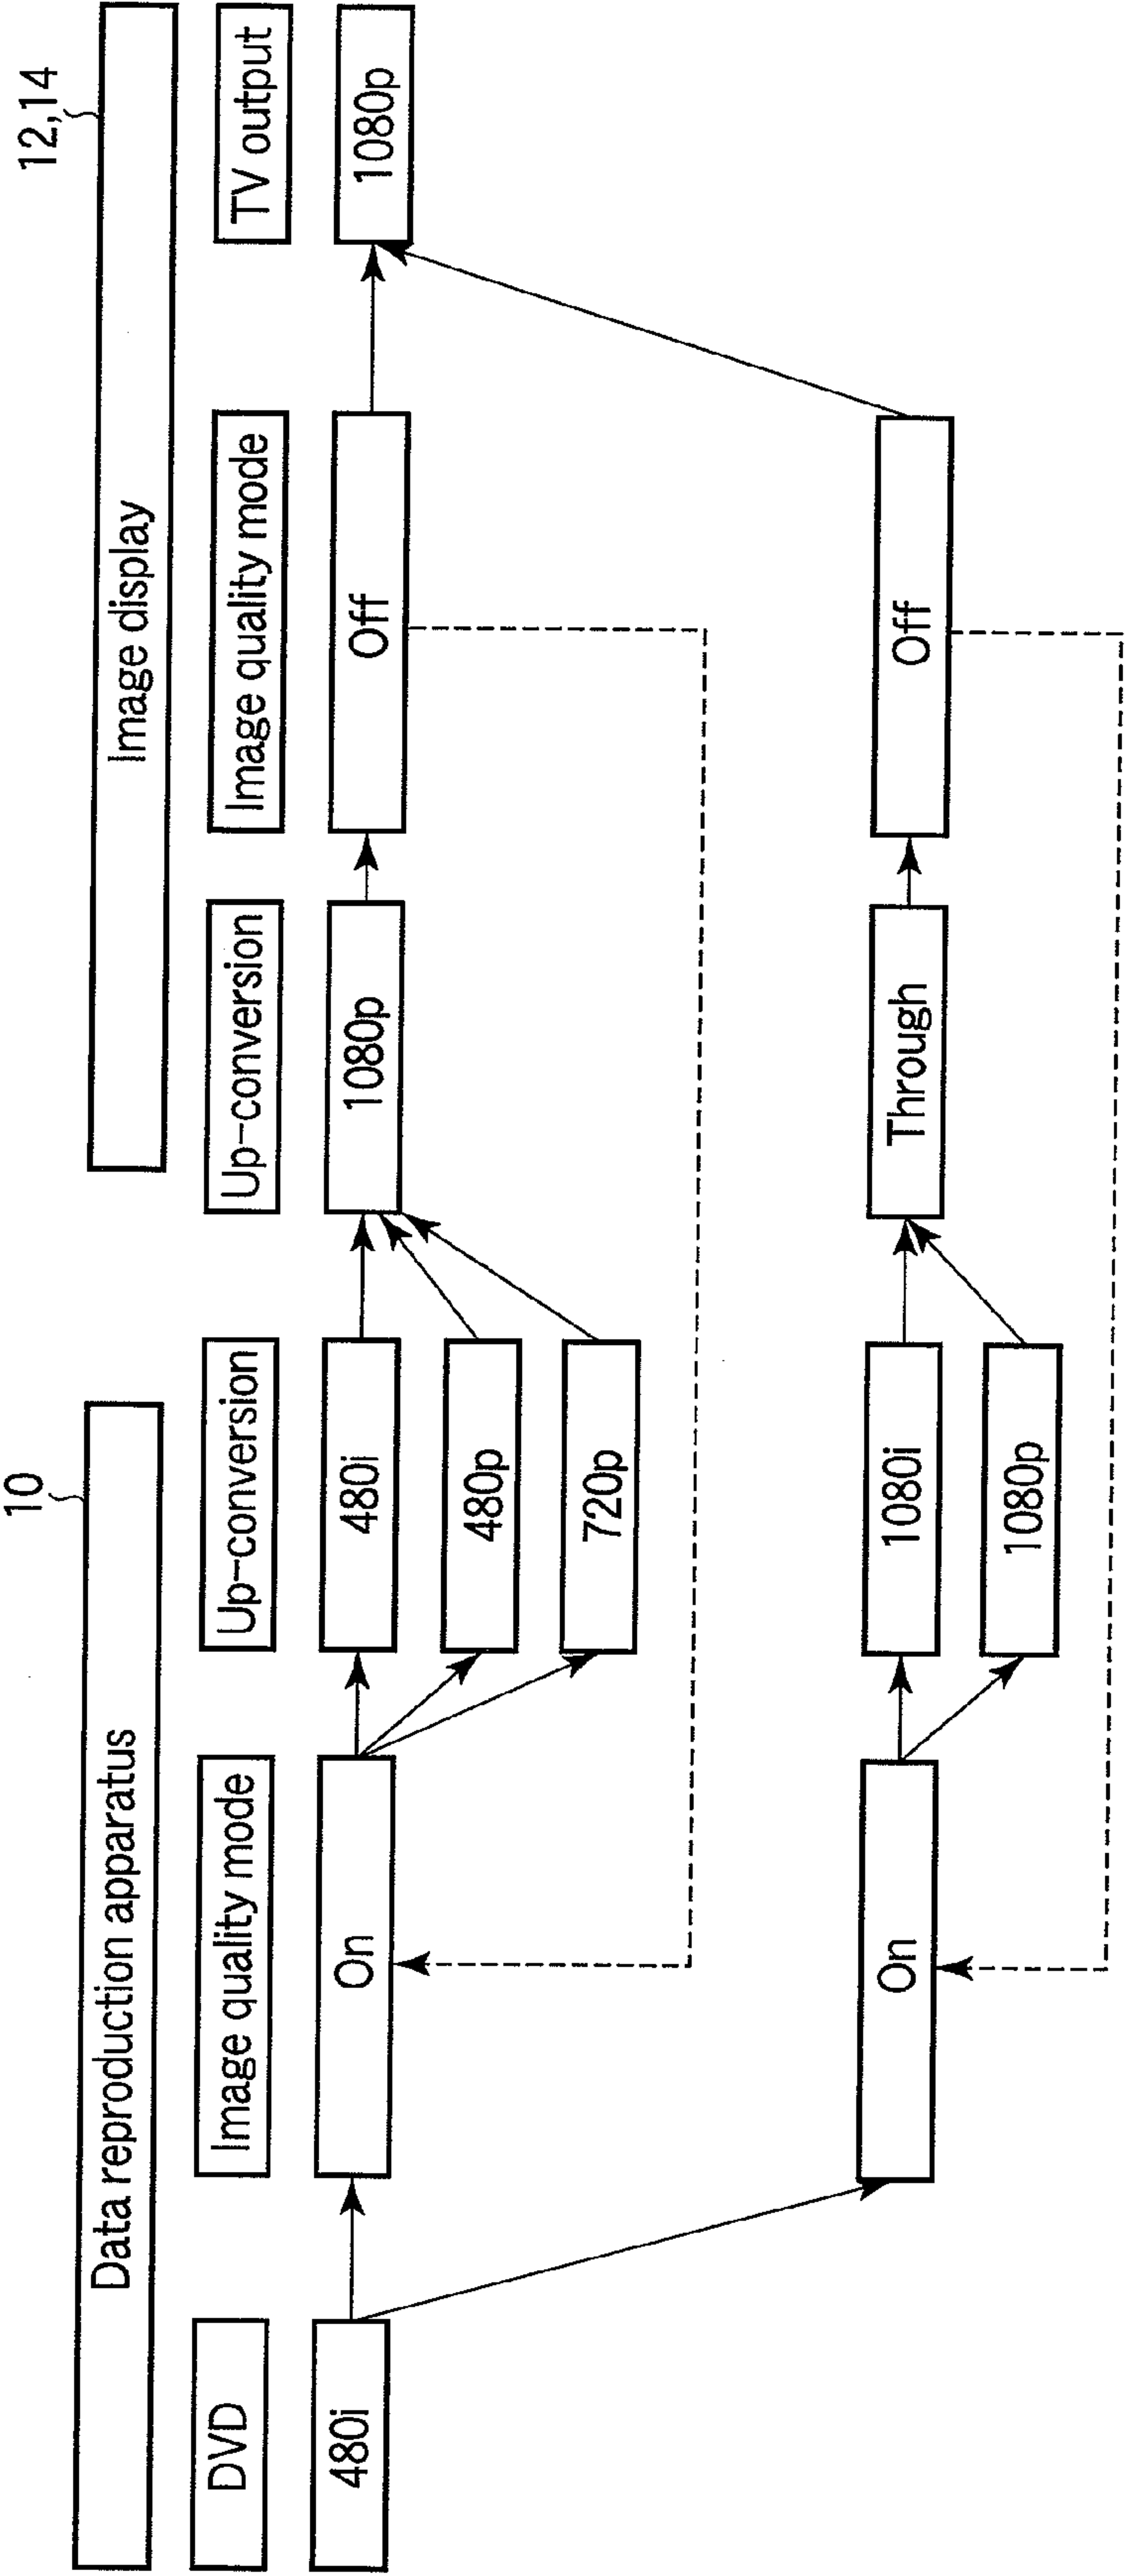 10
12,14
Data reproduction apparatus
Image display
DVD
Image quality mode
Up-conversion
Up-conversion
Image quality mode
TV output
480i
On
480i
1080p
Off
1080p
480p
720p
On
1080i
Through
Off
1080p